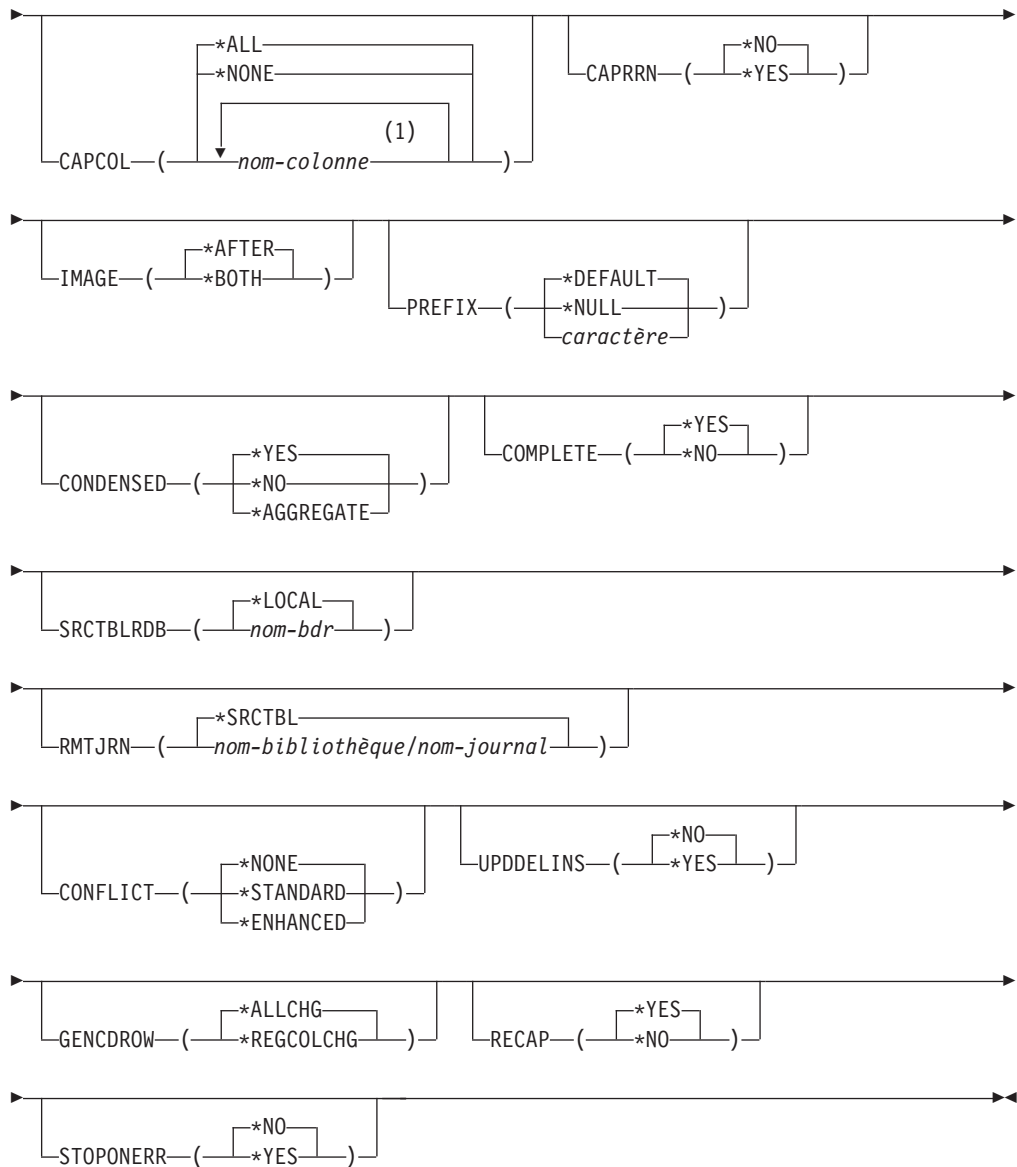 *ALL
*NONE
(1)
CAPCOL ( nom-colonne )
*NO
CAPRRN ( *YES )
*AFTER
IMAGE ( *BOTH )
*DEFAULT
PREFIX ( *NULL )
caractère
*YES
CONDENSED ( *NO )
*AGGREGATE
*YES
COMPLETE ( *NO )
*LOCAL
SRCTBLRDB ( nom-bdr )
*SRCTBL
RMTJRN ( nom-bibliothèque/nom-journal )
*NONE
CONFLICT ( *STANDARD )
*ENHANCED
*NO
UPDDELINS ( *YES )
*ALLCHG
GENCDROW ( *REGCOLCHG )
*YES
RECAP ( *NO )
*NO
STOPONERR ( *YES )